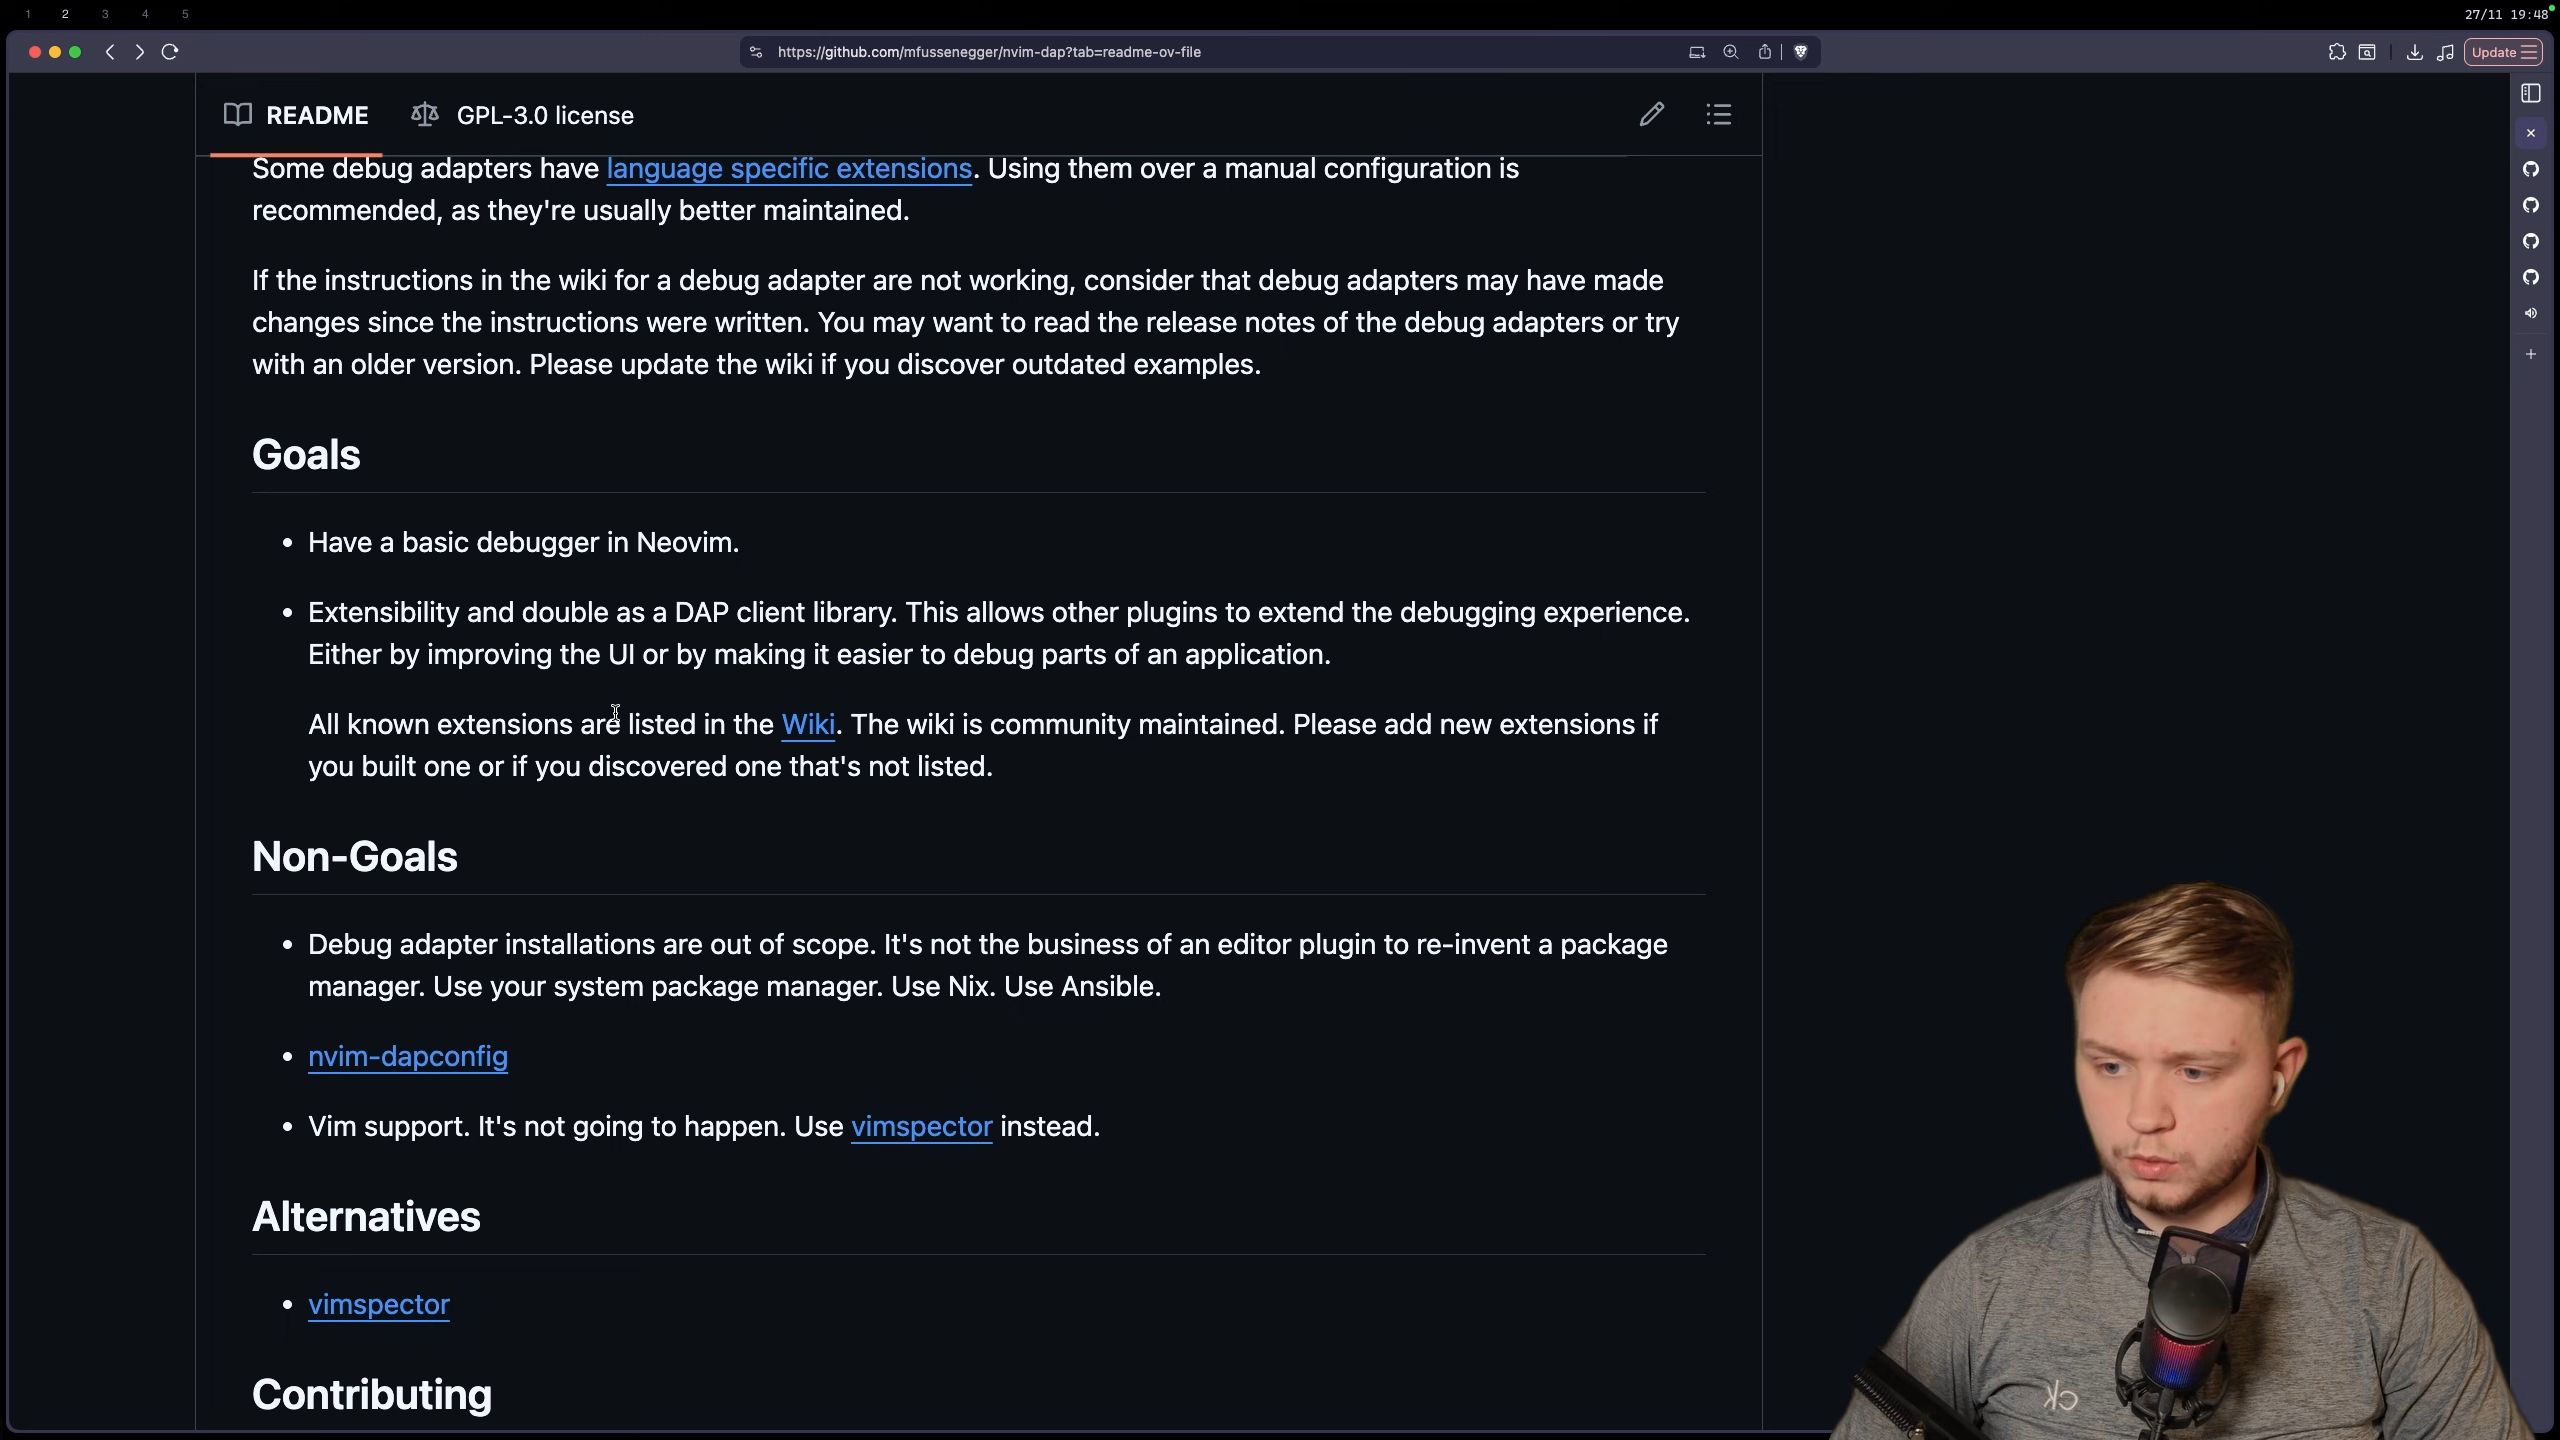 1 2 3 4 5
27/11 19:48
https://github.com/mfussenegger/nvim-dap?tab=readme-ov-file
Update
README
GPL-3.0 license
Some debug adapters have language specific extensions. Using them over a manual configuration is
recommended, as they're usually better maintained.
If the instructions in the wiki for a debug adapter are not working, consider that debug adapters may have made
changes since the instructions were written. You may want to read the release notes of the debug adapters or try
with an older version. Please update the wiki if you discover outdated examples.
Goals
• Have a basic debugger in Neovim.
• Extensibility and double as a DAP client library. This allows other plugins to extend the debugging experience.
Either by improving the UI or by making it easier to debug parts of an application.
All known extensions are listed in the Wiki. The wiki is community maintained. Please add new extensions if
you built one or if you discovered one that's not listed.
Non-Goals
• Debug adapter installations are out of scope. It's not the business of an editor plugin to re-invent a package
manager. Use your system package manager. Use Nix. Use Ansible.
• nvim-dapconfig
• Vim support. It's not going to happen. Use vimspector instead.
Alternatives
• vimspector
Contributing